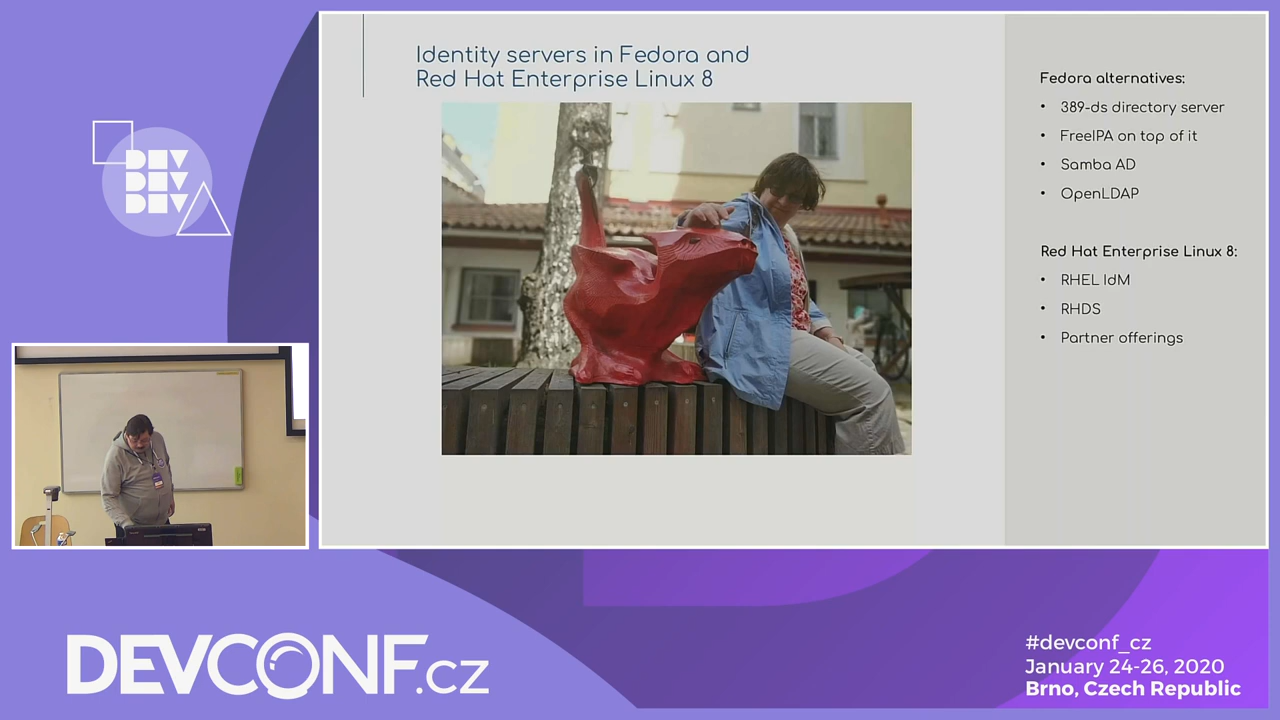 Identity servers in Fedora and
Red Hat Enterprise Linux 8
Fedora alternatives:
• 389-ds directory server
• FreeIPA on top of it
• Samba AD
• OpenLDAP
Red Hat Enterprise Linux 8:
• RHEL IdM
• RHDS
• Partner offerings
DEV
DEV
DEV
DEVCONF.cz
#devconf_cz
January 24-26, 2020
Brno, Czech Republic